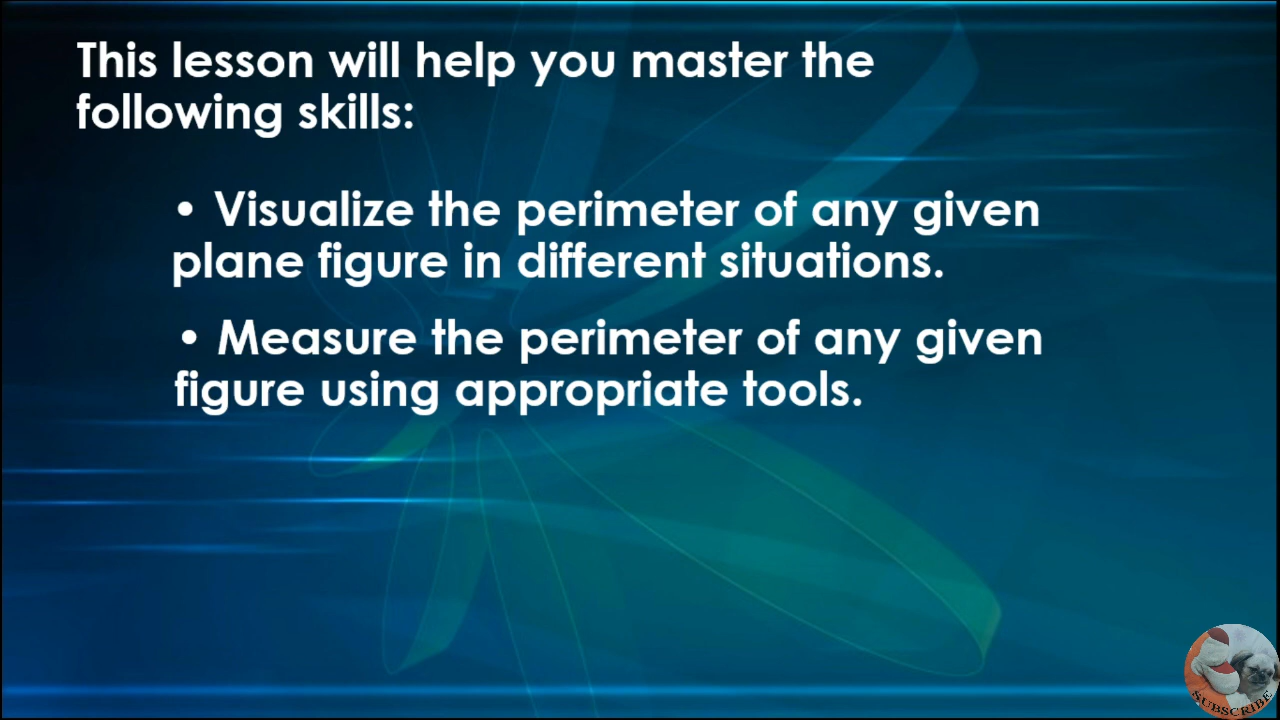 This lesson will help you master the
following skills:
• Visualize the perimeter of any given
plane figure in different situations.
• Measure the perimeter of any given
figure using appropriate tools.
SUBSCRIBE